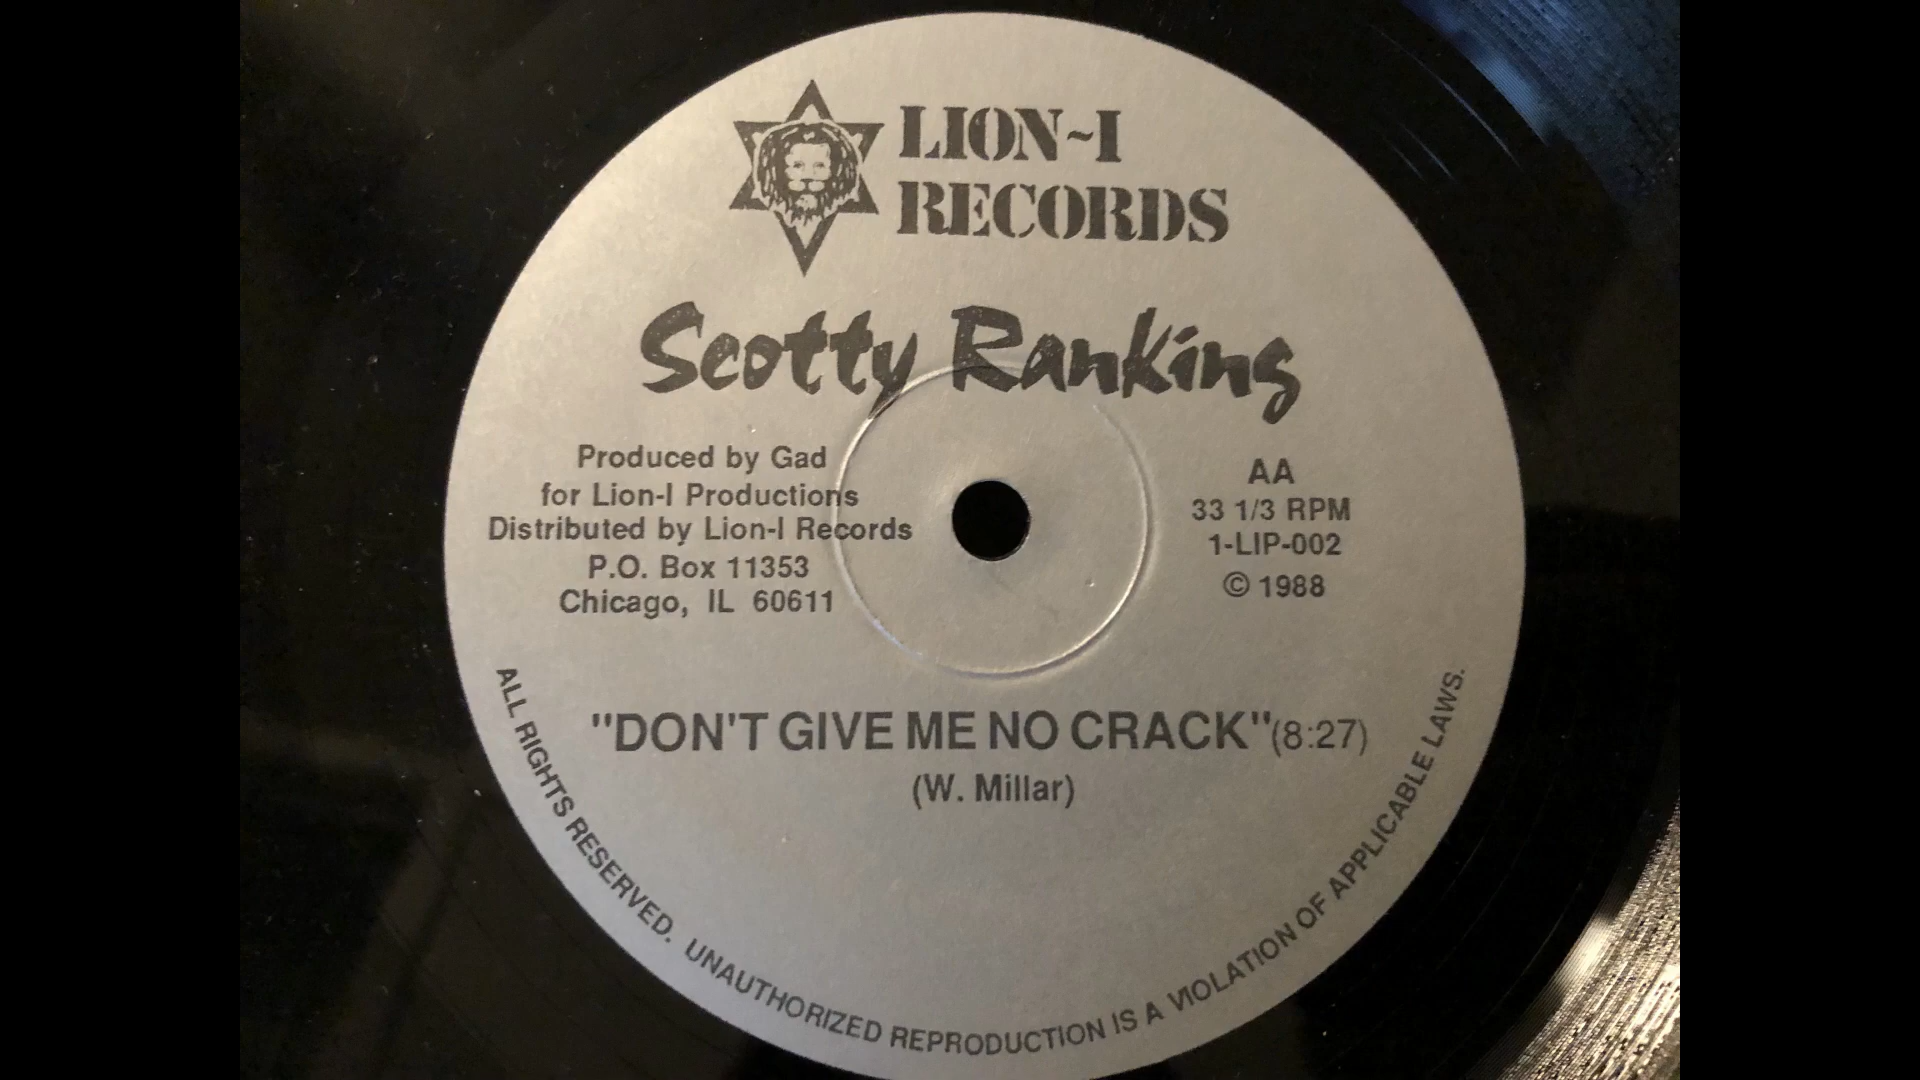 LION~I
RECORDS
Scotty Ranking
Produced by Gad
for Lion-I Productions
Distributed by Lion-I Records
P.O. Box 11353
Chicago, IL 60611
AA
33 1/3 RPM
1-LIP-002
© 1988
"DON'T GIVE ME NO CRACK" (8:27)
(W. Millar)
ALL RIGHTS RESERVED. UNAUTHORIZED REPRODUCTION IS A VIOLATION OF APPLICABLE LAWS.